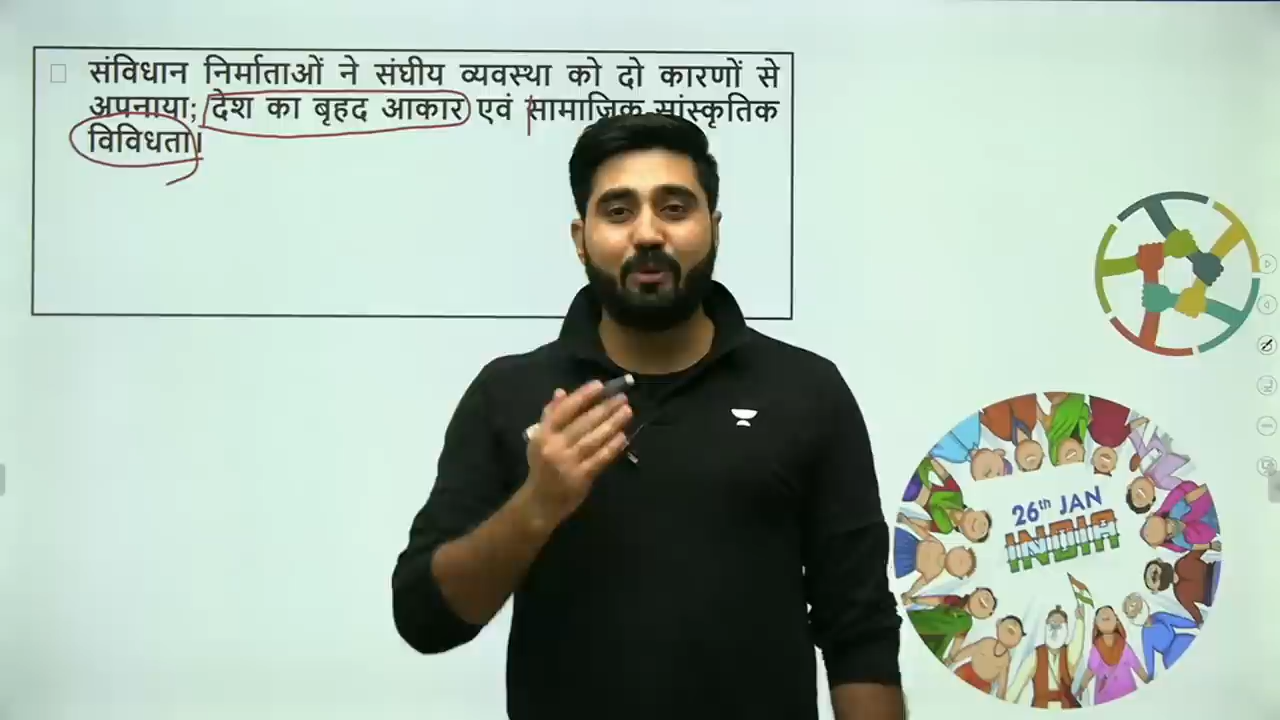 संविधान निर्माताओं ने संघीय व्यवस्था को दो कारणों से
अपनाया; देश का बृहद आकार एवं सामाजिक सांस्कृतिक
विविधता।
26th JAN
INDIA